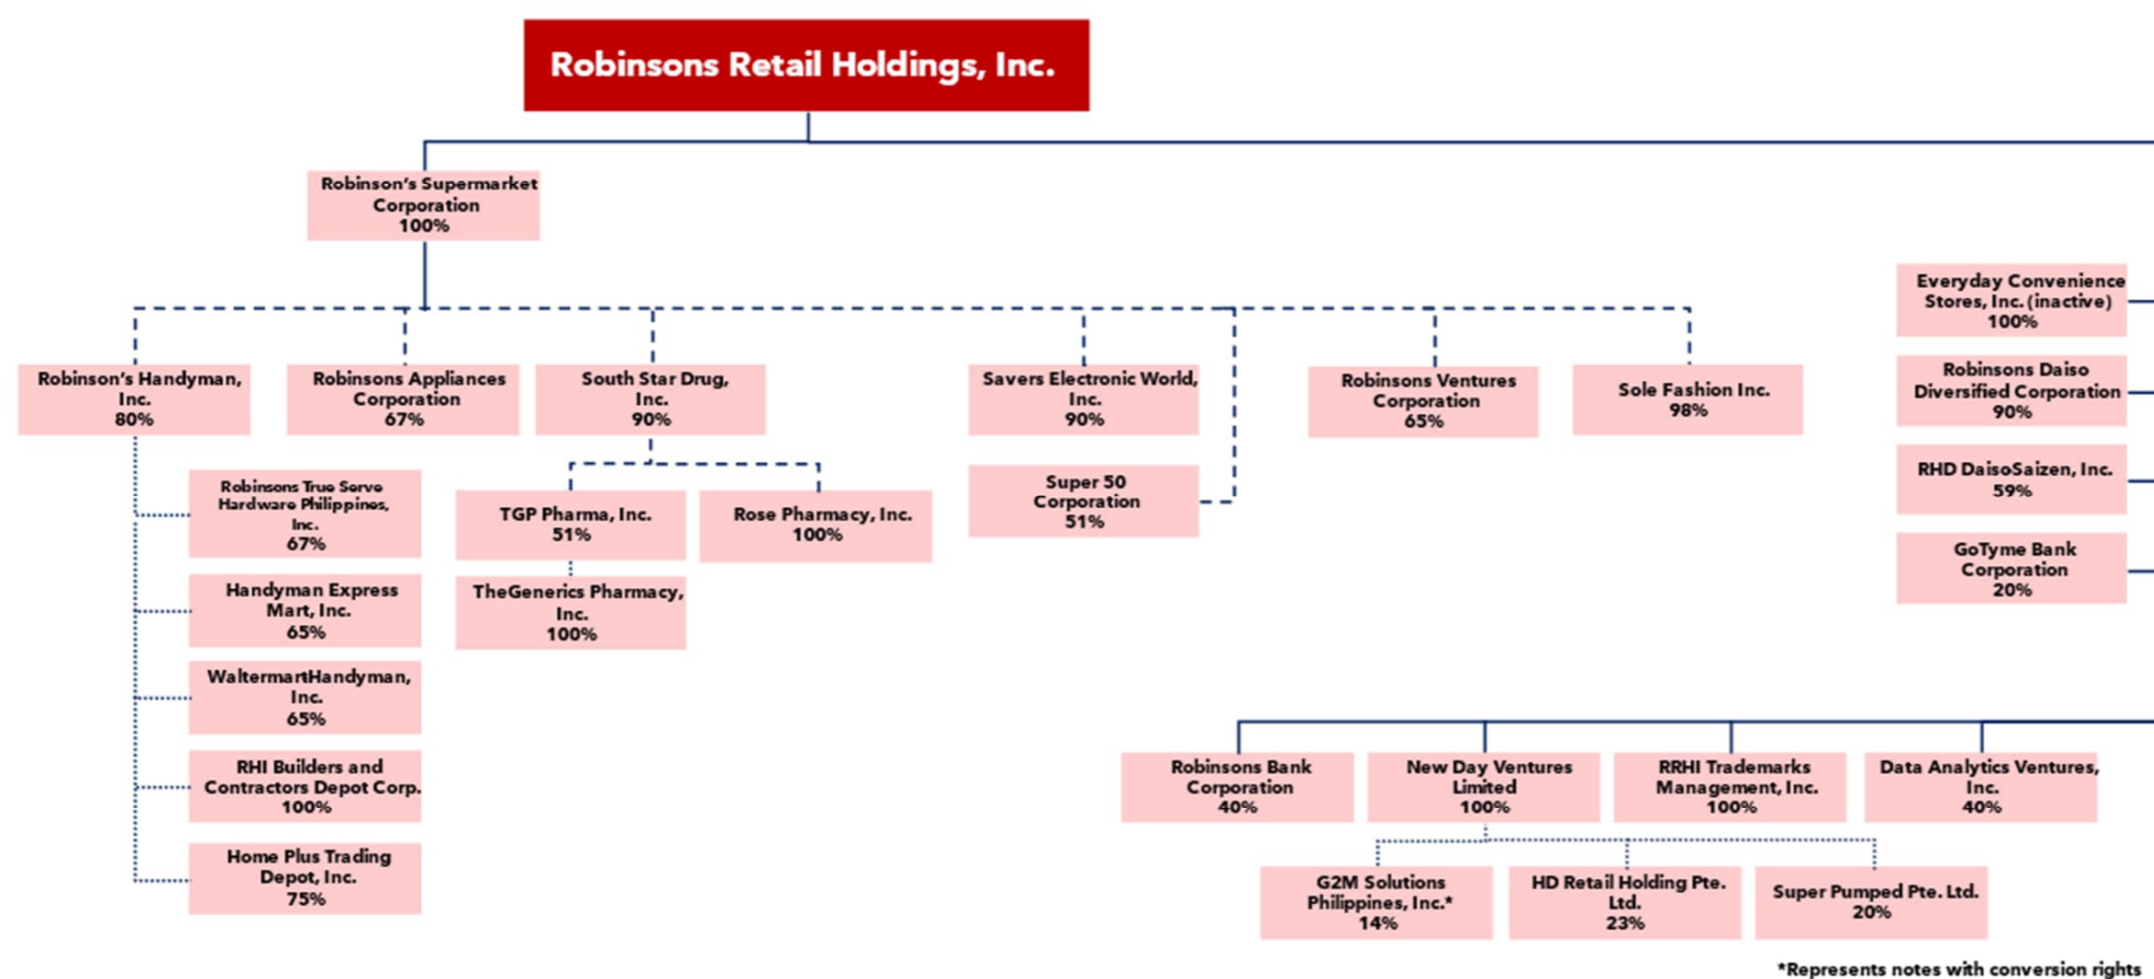 Robinsons Retail Holdings, Inc.
Robinson's Supermarket
Corporation
100%
Everyday Convenience
Stores, Inc. (inactive)
100%
Robinsons Daiso
Diversified Corporation
90%
RHD DaisoSaizen, Inc.
59%
GoTyme Bank
Corporation
20%
Robinson's Handyman,
Inc.
80%
Robinsons Appliances
Corporation
67%
South Star Drug,
Inc.
90%
Savers Electronic World,
Inc.
90%
Robinsons Ventures
Corporation
65%
Sole Fashion Inc.
98%
Super 50
Corporation
51%
Robinsons True Serve
Hardware Philippines,
Inc.
67%
Handyman Express
Mart, Inc.
65%
WaltermartHandyman,
Inc.
65%
RHI Builders and
Contractors Depot Corp.
100%
Home Plus Trading
Depot, Inc.
75%
TGP Pharma, Inc.
51%
Rose Pharmacy, Inc.
100%
TheGenerics Pharmacy,
Inc.
100%
Robinsons Bank
Corporation
40%
New Day Ventures
Limited
100%
RRHI Trademarks
Management, Inc.
100%
Data Analytics Ventures,
Inc.
40%
G2M Solutions
Philippines, Inc.*
14%
HD Retail Holding Pte.
Ltd.
23%
Super Pumped Pte. Ltd.
20%
*Represents notes with conversion rights